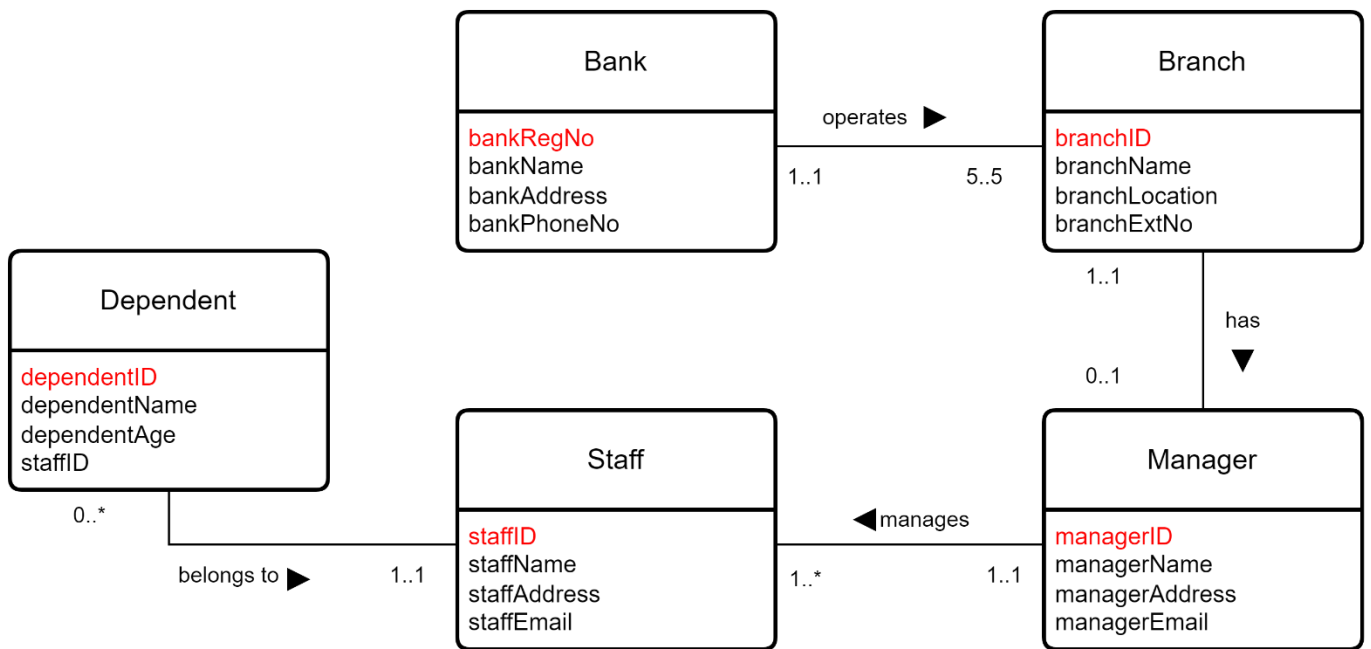 Bank
bankRegNo
bankName
bankAddress
bankPhoneNo
operates
1..1
5..5
Branch
branchID
branchName
branchLocation
branchExtNo
1..1
has
0..1
Dependent
dependentID
dependentName
dependentAge
staffID
0..*
belongs to
1..1
Staff
staffID
staffName
staffAddress
staffEmail
manages
1..*
1..1
Manager
managerID
managerName
managerAddress
managerEmail